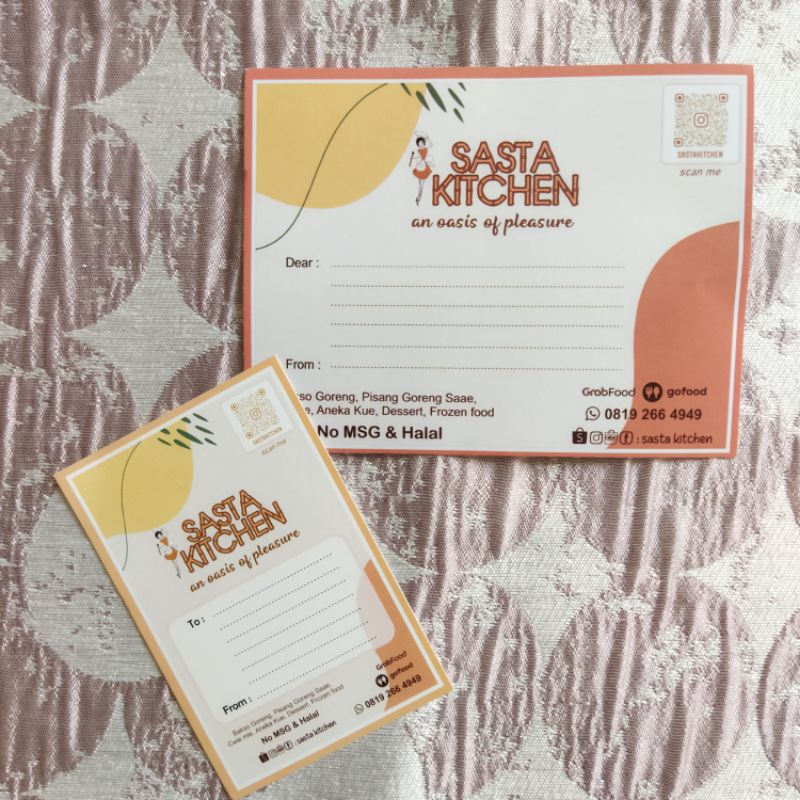 SASTA
KITCHEN
an oasis of pleasure
SASTAKITCHEN
scan me
Dear :
From :
Goreng, Pisang Goreng Saae,
Aneka Kue, Dessert, Frozen food
No MSG & Halal
GrabFood gofood
0819 266 4949
: sasta kitchen
SASTAKITCHEN
scan me
SASTA
KITCHEN
an oasis of pleasure
To :
From :
Bakso Goreng, Pisang Goreng Saae,
Cwie mie, Aneka Kue, Dessert, Frozen food
No MSG & Halal
: sasta kitchen
GrabFood
gofood
0819 266 4949